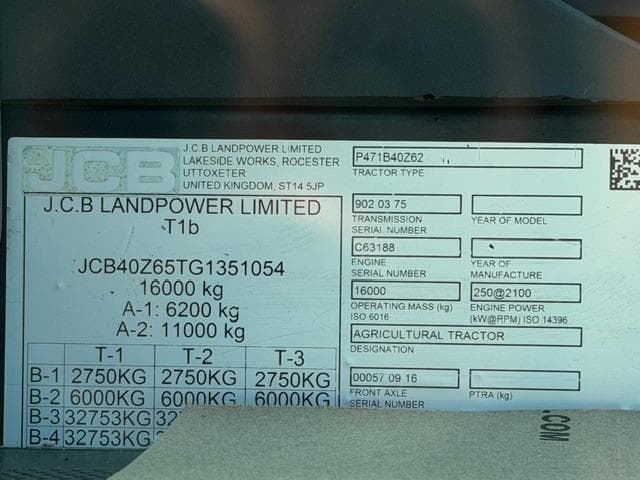 JCB
J.C.B LANDPOWER LIMITED
LAKESIDE WORKS, ROCESTER
UTTOXETER
UNITED KINGDOM, ST14 5JP
J.C.B LANDPOWER LIMITED
T1b
JCB40Z65TG1351054
16000 kg
A-1: 6200 kg
A-2: 11000 kg
T-1 T-2 T-3
B-1 2750KG 2750KG 2750KG
B-2 6000KG 6000KG 6000KG
B-3 32753KG
B-4 32753KG
P471B40Z62
TRACTOR TYPE
902 03 75
TRANSMISSION
SERIAL NUMBER
YEAR OF MODEL
C63188
ENGINE
SERIAL NUMBER
YEAR OF
MANUFACTURE
16000
OPERATING MASS (kg)
ISO 6016
250@2100
ENGINE POWER
(kW@RPM) ISO 14396
AGRICULTURAL TRACTOR
DESIGNATION
00057 09 16
FRONT AXLE
SERIAL NUMBER
PTRA (kg)
.COM